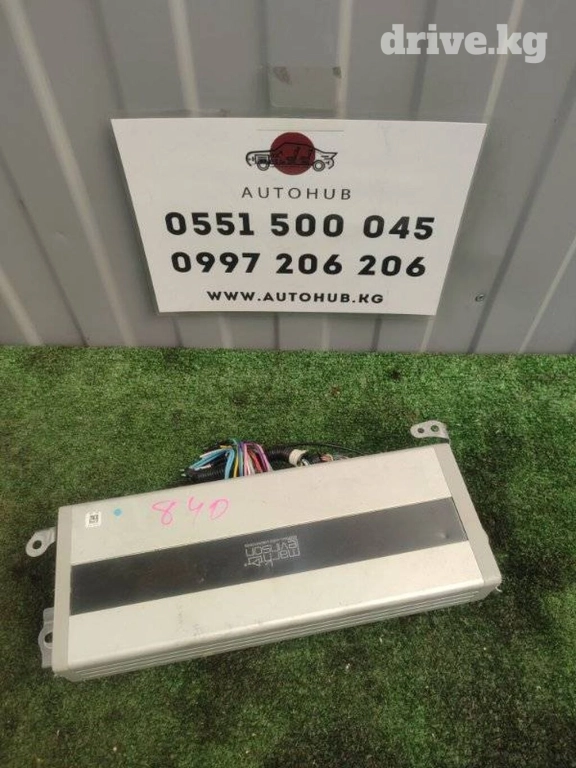 drive.kg
AUTOHUB
0551 500 045
0997 206 206
WWW.AUTOHUB.KG
840
mark
levinson